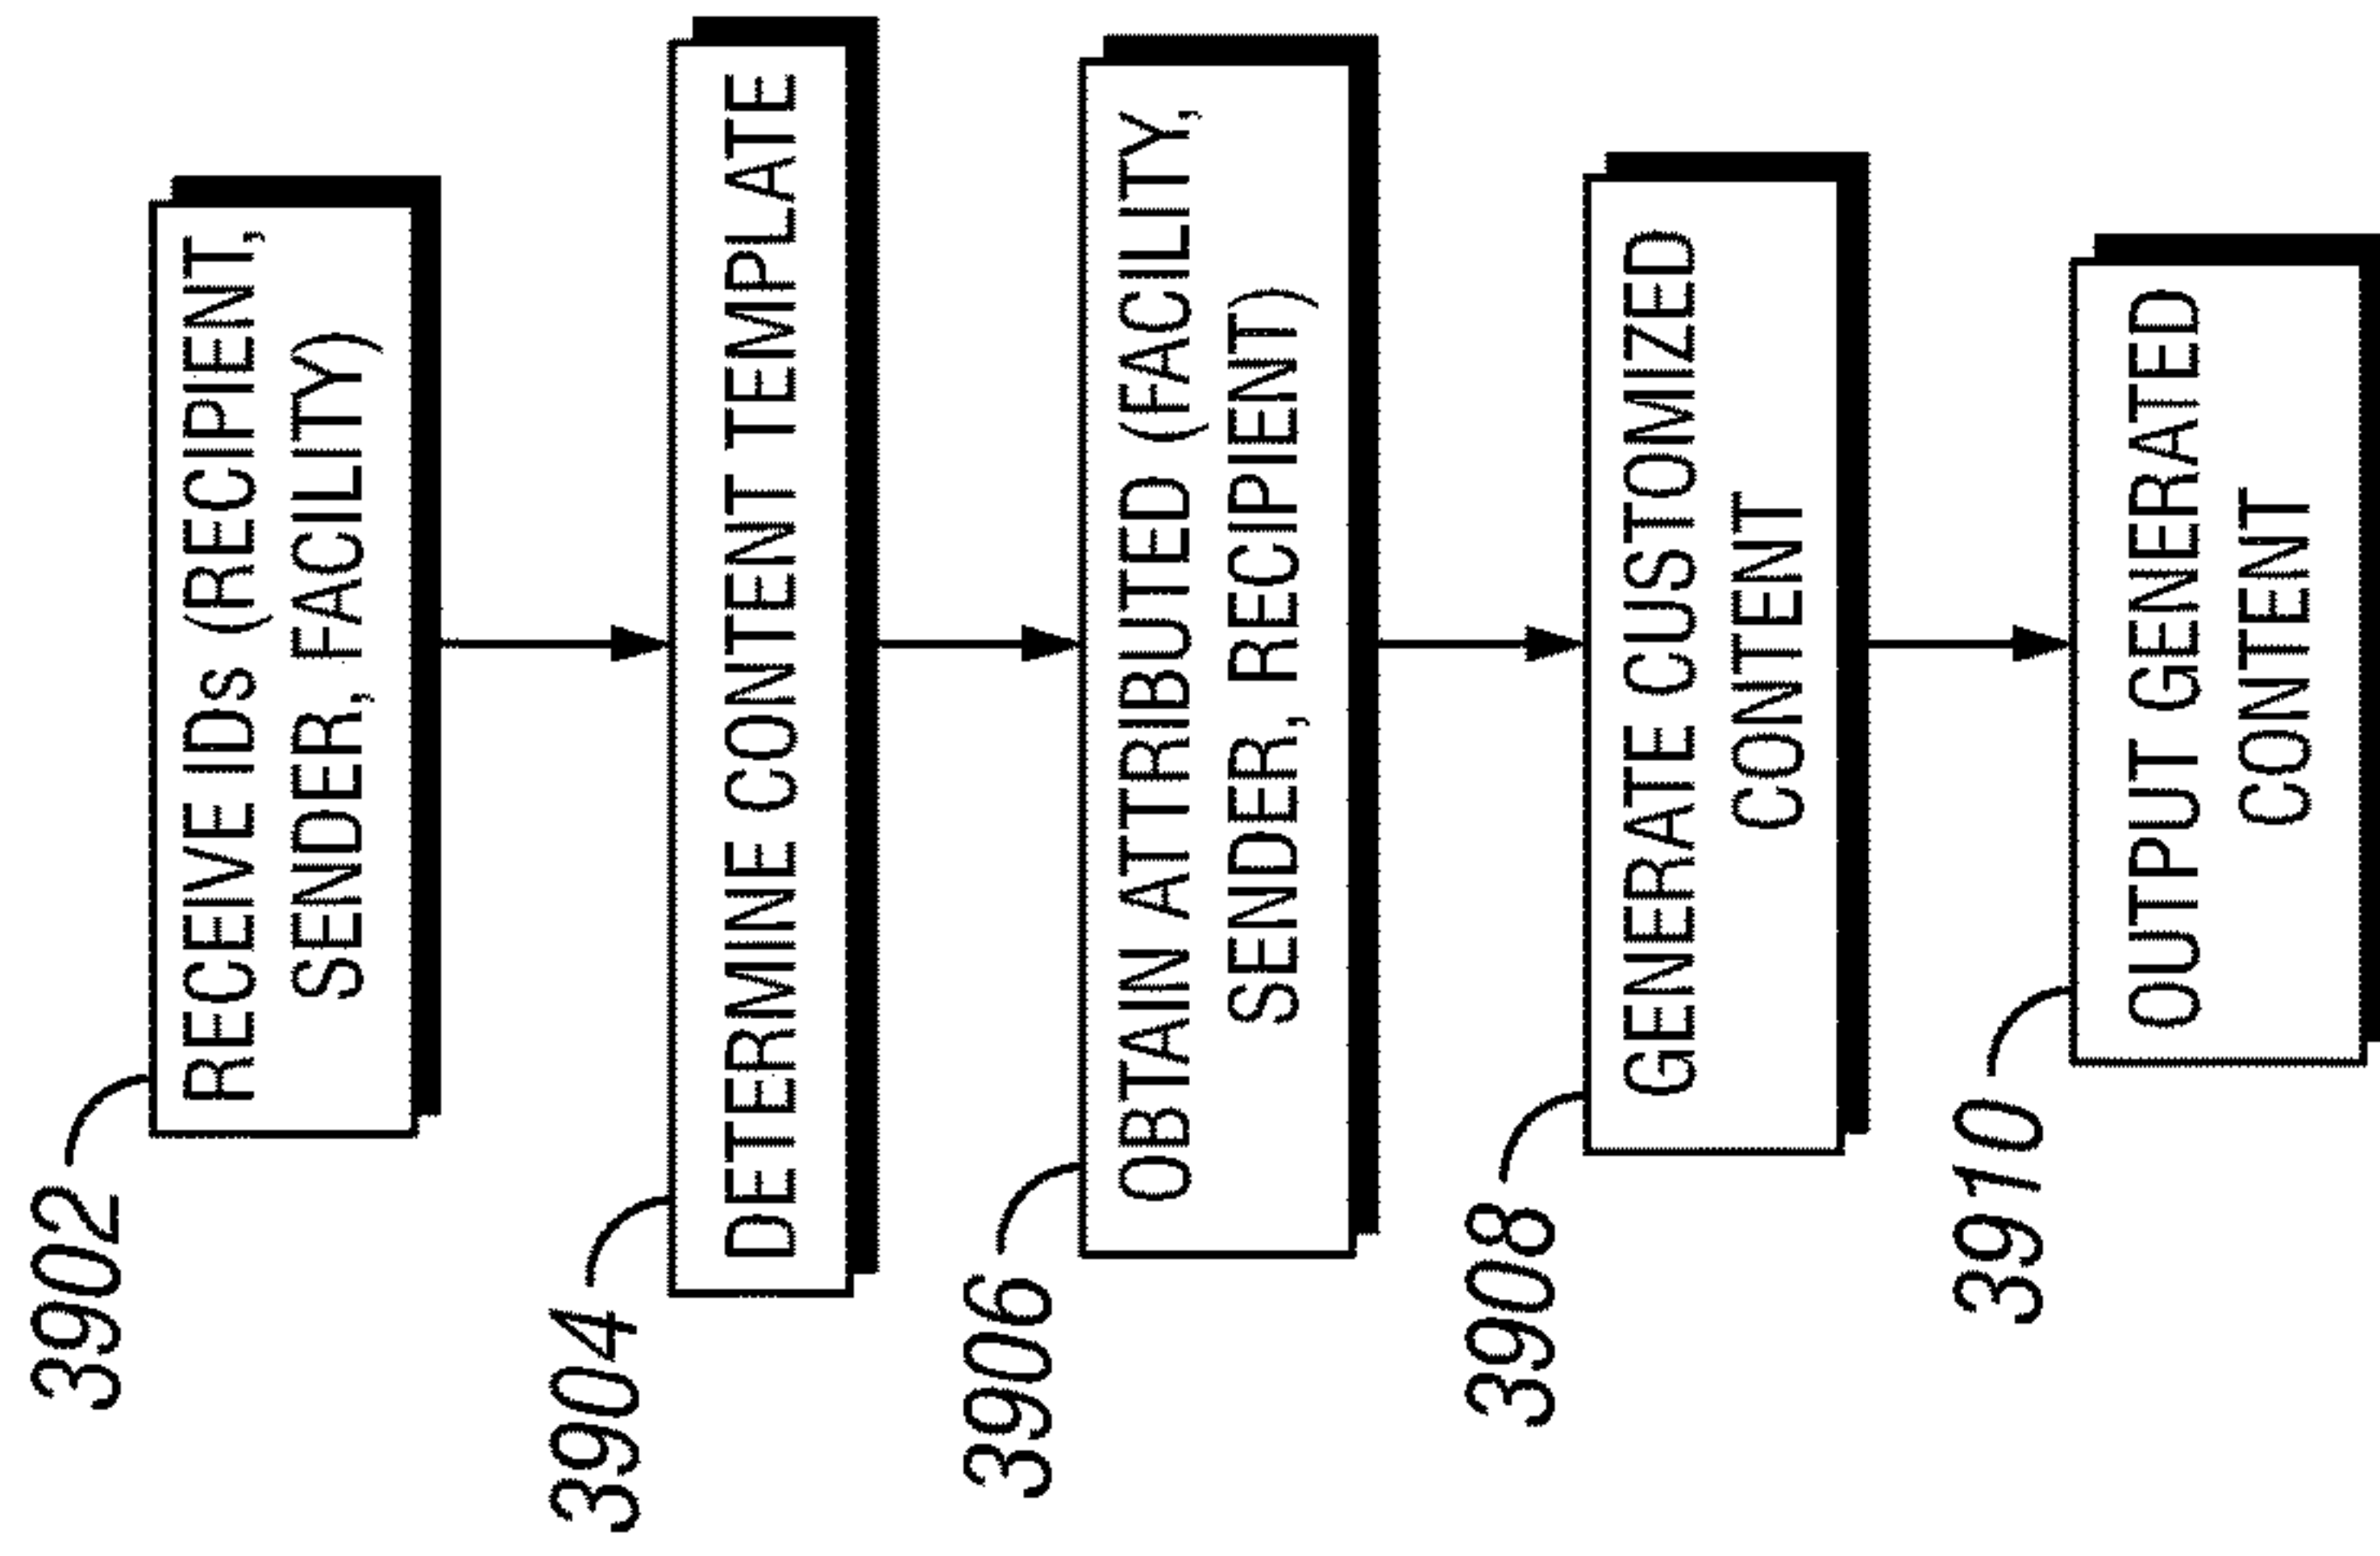 3902
RECEIVE IDs (RECIPIENT,
SENDER, FACILITY)
3904
DETERMINE CONTENT TEMPLATE
3906
OBTAIN ATTRIBUTED (FACILITY,
SENDER, RECIPIENT)
3908
GENERATE CUSTOMIZED
CONTENT
3910
OUTPUT GENERATED
CONTENT